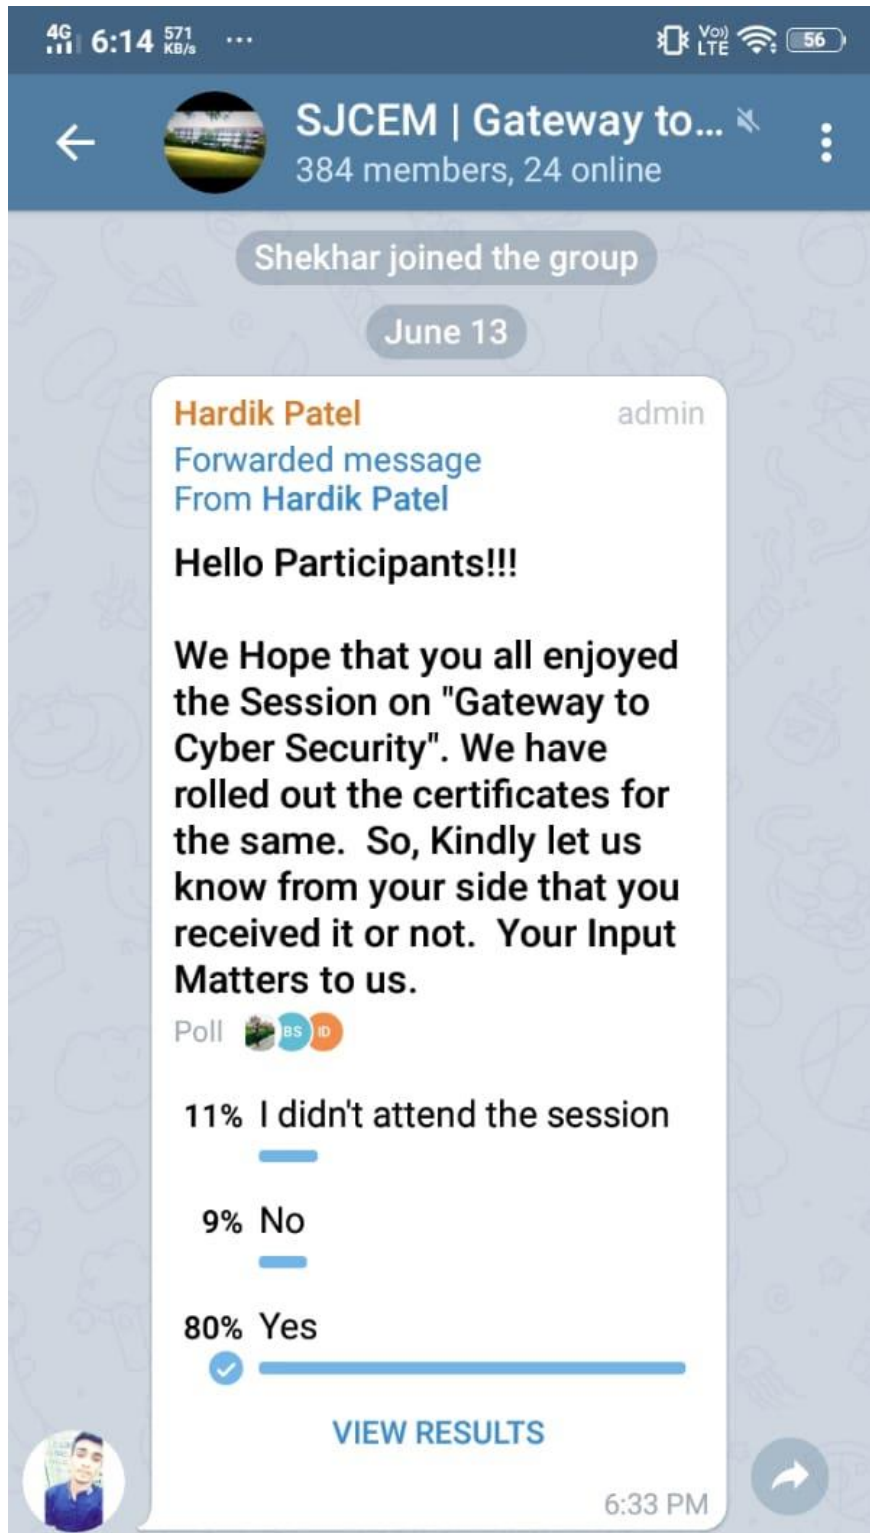 4G 6:14 571 KB/s ... Vo)) LTE 56
SJCEM | Gateway to...
384 members, 24 online
Shekhar joined the group
June 13
Hardik Patel admin
Forwarded message
From Hardik Patel
Hello Participants!!!
We Hope that you all enjoyed
the Session on "Gateway to
Cyber Security". We have
rolled out the certificates for
the same.  So, Kindly let us
know from your side that you
received it or not.  Your Input
Matters to us.
Poll BS ID
11% I didn't attend the session
9% No
80% Yes
VIEW RESULTS
6:33 PM